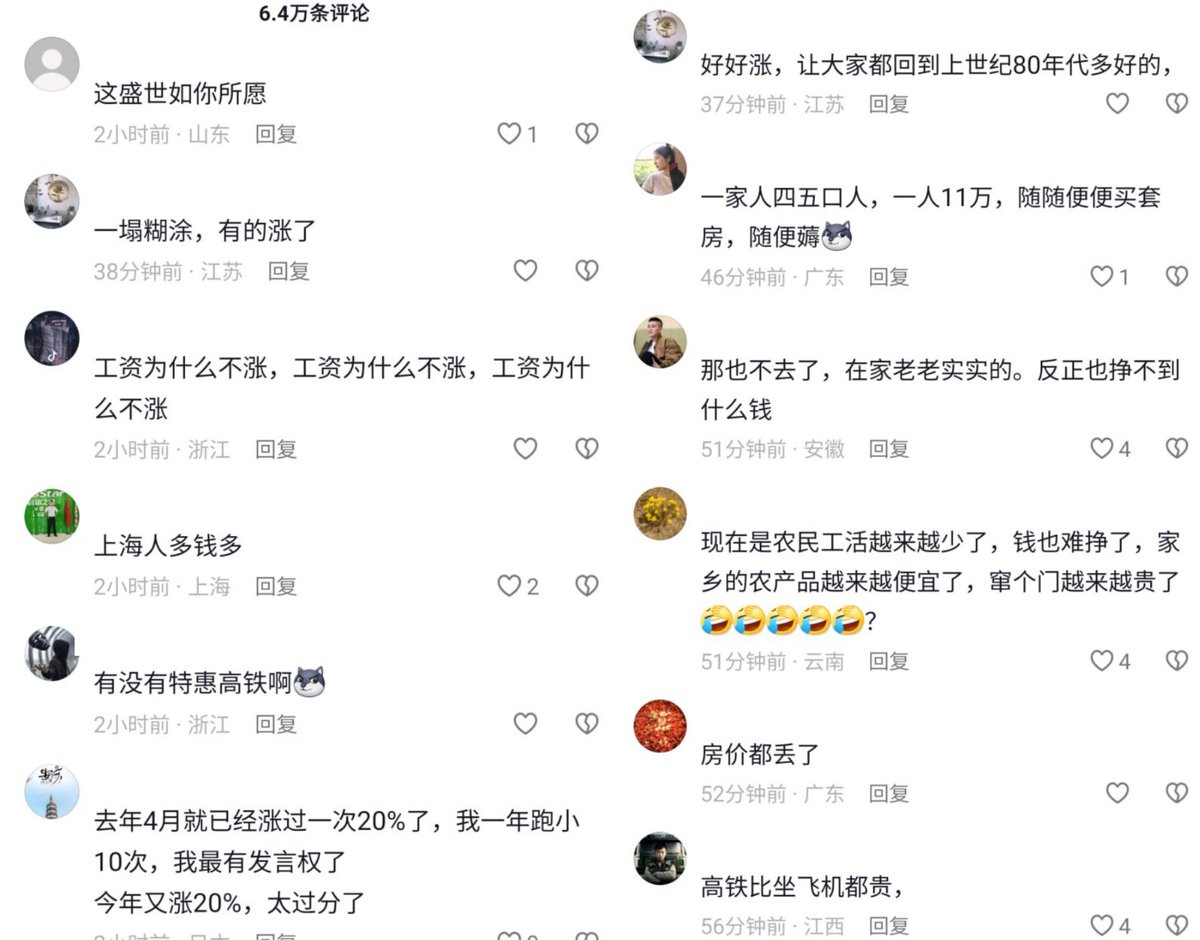 6.4万条评论
这盛世如你所愿
2小时前 · 山东 回复
1
一塌糊涂，有的涨了
38分钟前 · 江苏 回复
工资为什么不涨，工资为什么不涨，工资为什
么不涨
2小时前 · 浙江 回复
上海人多钱多
2小时前 · 上海 回复
2
有没有特惠高铁啊
2小时前 · 浙江 回复
去年4月就已经涨过一次20%了，我一年跑小
10次，我最有发言权了
今年又涨20%，太过分了
好好涨，让大家都回到上世纪80年代多好的，
37分钟前 · 江苏 回复
一家人四五口人，一人11万，随随便便买套
房，随便薅
46分钟前 · 广东 回复
1
那也不去了，在家老老实实的。反正也挣不到
什么钱
51分钟前 · 安徽 回复
4
现在是农民工活越来越少了，钱也难挣了，家
乡的农产品越来越便宜了，窜个门越来越贵了
？
51分钟前 · 云南 回复
4
房价都丢了
52分钟前 · 广东 回复
高铁比坐飞机都贵，
56分钟前 · 江西 回复
4